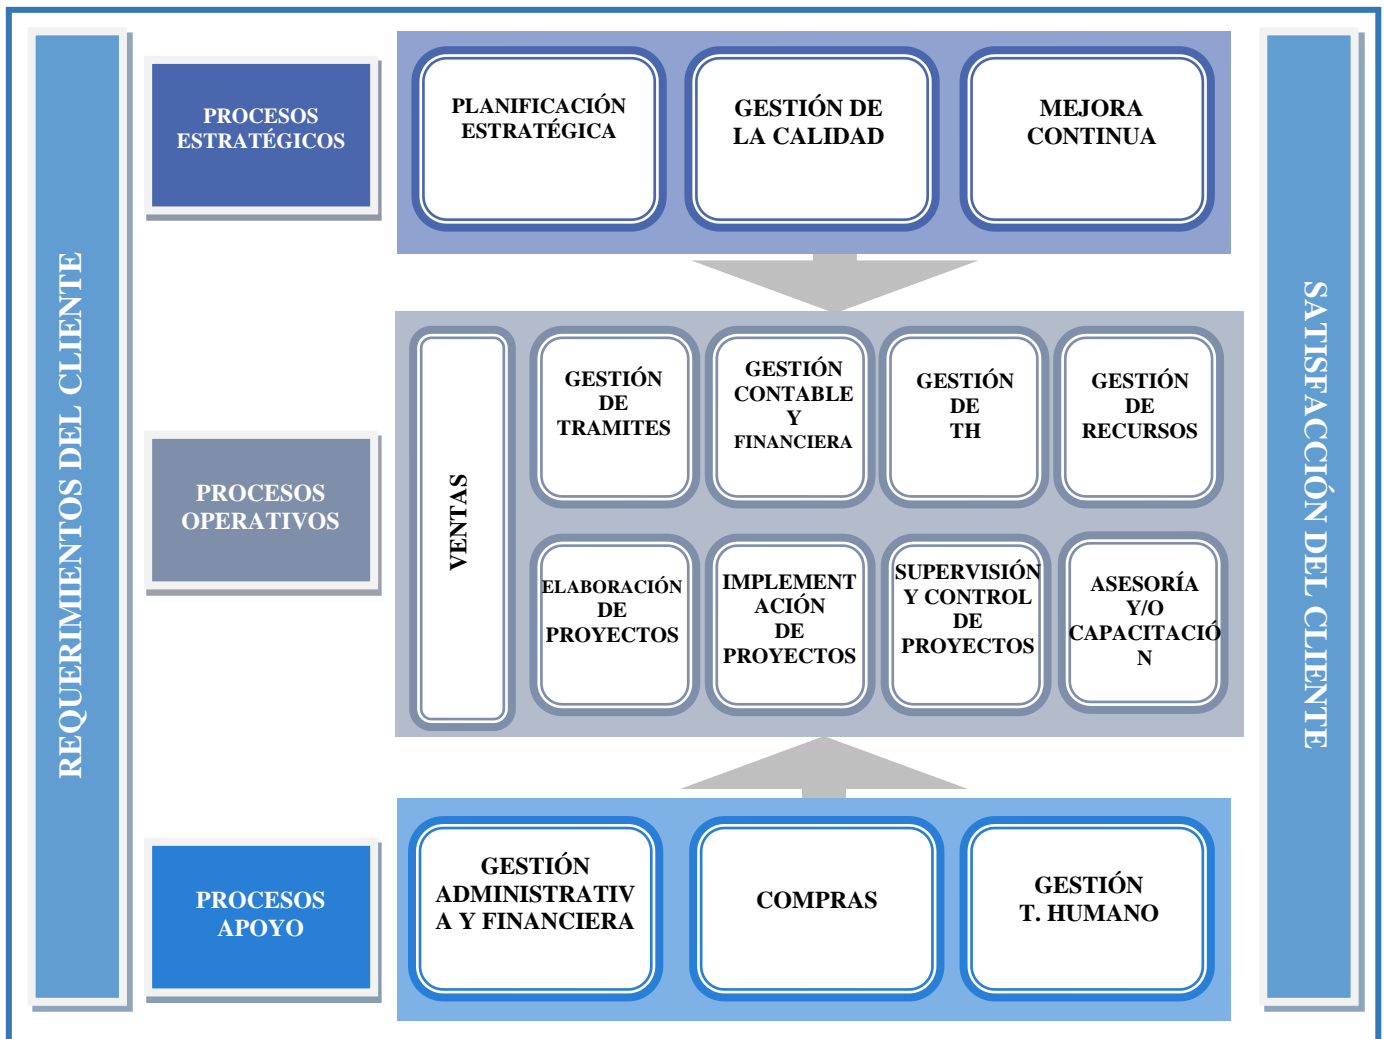 REQUERIMIENTOS DEL CLIENTE
PROCESOS
ESTRATÉGICOS
PLANIFICACIÓN
ESTRATÉGICA
GESTIÓN DE
LA CALIDAD
MEJORA
CONTINUA
PROCESOS
OPERATIVOS
VENTAS
GESTIÓN
DE
TRAMITES
GESTIÓN
CONTABLE
Y
FINANCIERA
GESTIÓN
DE
TH
GESTIÓN
DE
RECURSOS
ELABORACIÓN
DE
PROYECTOS
IMPLEMENT
ACIÓN
DE
PROYECTOS
SUPERVISIÓN
Y CONTROL
DE
PROYECTOS
ASESORÍA
Y/O
CAPACITACIÓ
N
PROCESOS
APOYO
GESTIÓN
ADMINISTRATIV
A Y FINANCIERA
COMPRAS
GESTIÓN
T. HUMANO
SATISFACCIÓN DEL CLIENTE